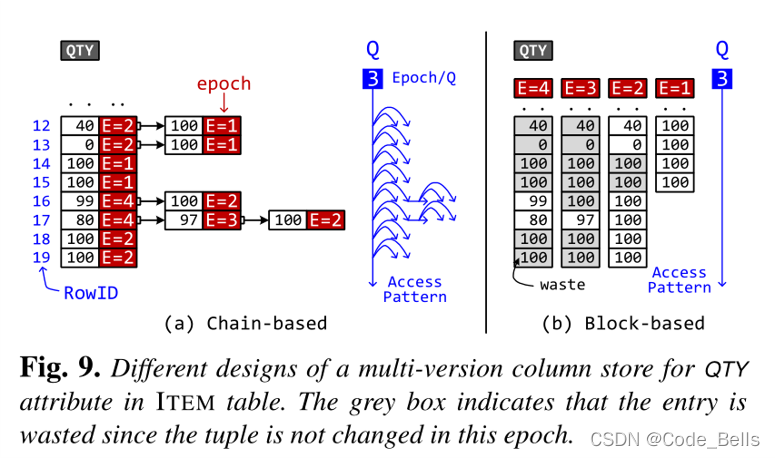 QTY
Q
3 Epoch/Q
epoch
. . . .
12 40 E=2 100 E=1
13 0 E=2 100 E=1
14 100 E=1
15 100 E=1
16 99 E=4 100 E=2
17 80 E=4 97 E=3 100 E=2
18 100 E=2
19 100 E=2
RowID
Access
Pattern
(a) Chain-based
QTY
Q
3
E=4 E=3 E=2 E=1
. . . . . . . .
40 40 40 100
0 0 0 100
100 100 100 100
100 100 100 100
99 100 100
80 97 100
100 100 100
100 100 100
waste
Access
Pattern
(b) Block-based
Fig. 9. Different designs of a multi-version column store for QTY
attribute in ITEM table. The grey box indicates that the entry is
wasted since the tuple is not changed in this epoch.
CSDN @Code_Bells